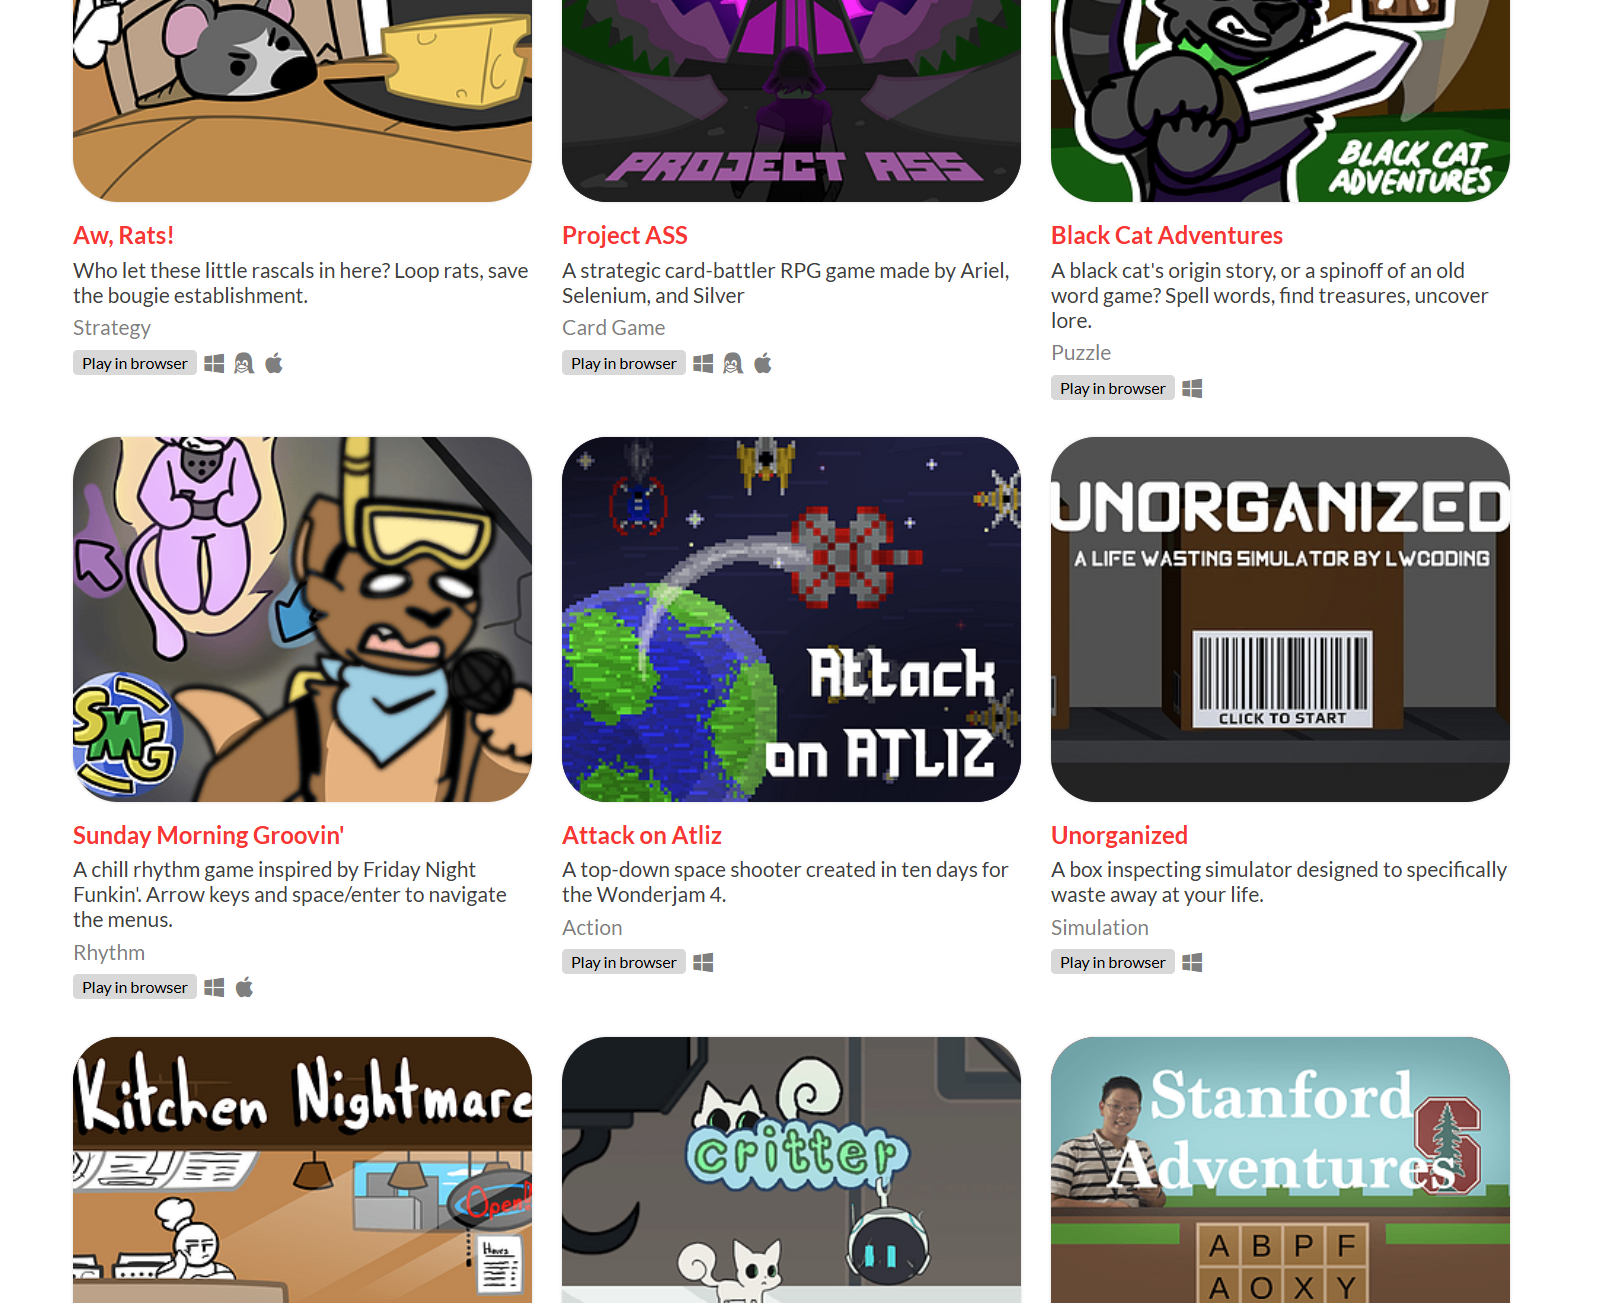 PROJECT ASS
BLACK CAT
ADVENTURES
Aw, Rats!
Who let these little rascals in here? Loop rats, save
the bougie establishment.
Strategy
Play in browser
Project ASS
A strategic card-battler RPG game made by Ariel,
Selenium, and Silver
Card Game
Play in browser
Black Cat Adventures
A black cat's origin story, or a spinoff of an old
word game? Spell words, find treasures, uncover
lore.
Puzzle
Play in browser
SMG
Attack
on ATLIZ
UNORGANIZED
A LIFE WASTING SIMULATOR BY LWCODING
CLICK TO START
Sunday Morning Groovin'
A chill rhythm game inspired by Friday Night
Funkin'. Arrow keys and space/enter to navigate
the menus.
Rhythm
Play in browser
Attack on Atliz
A top-down space shooter created in ten days for
the Wonderjam 4.
Action
Play in browser
Unorganized
A box inspecting simulator designed to specifically
waste away at your life.
Simulation
Play in browser
Kitchen Nightmare
Open
Hours
critter
Stanford
Adventures
S
A B P F
A O X Y